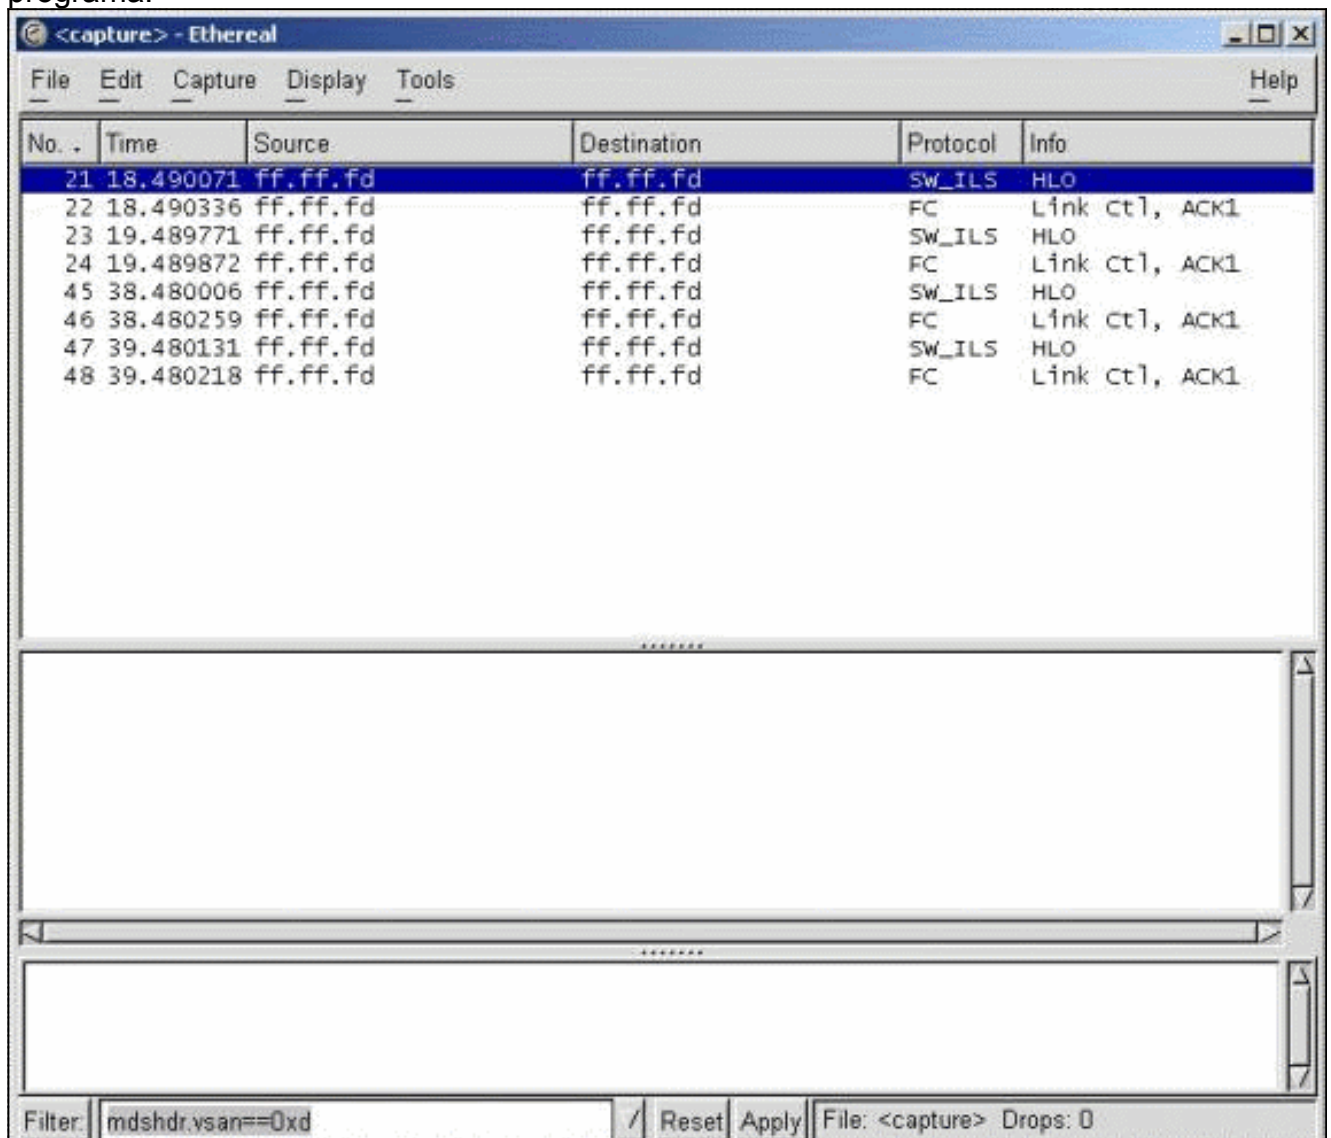 programa.
<capture> - Ethereal
File Edit Capture Display Tools Help
No. . Time Source Destination Protocol Info
21 18.490071 ff.ff.fd ff.ff.fd SW_ILS HLO
22 18.490336 ff.ff.fd ff.ff.fd FC Link Ctl, ACK1
23 19.489771 ff.ff.fd ff.ff.fd SW_ILS HLO
24 19.489872 ff.ff.fd ff.ff.fd FC Link Ctl, ACK1
45 38.480006 ff.ff.fd ff.ff.fd SW_ILS HLO
46 38.480259 ff.ff.fd ff.ff.fd FC Link Ctl, ACK1
47 39.480131 ff.ff.fd ff.ff.fd SW_ILS HLO
48 39.480218 ff.ff.fd ff.ff.fd FC Link Ctl, ACK1
Filter: mdshdr.vsan==0xd / Reset Apply File: <capture> Drops: 0